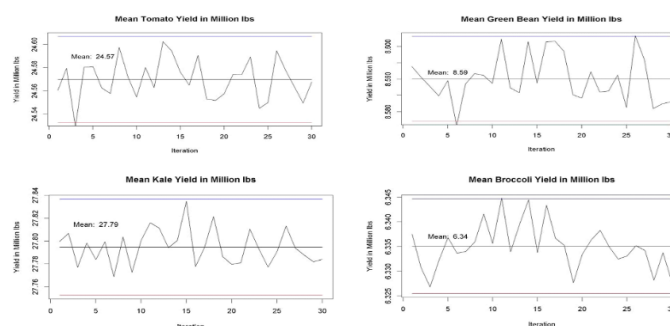 Mean Tomato Yield in Million lbs
Yield in Million lbs
24.60
24.58
24.56
24.54
Mean: 24.57
0 5 10 15 20 25 30
Iteration
Mean Green Bean Yield in Million lbs
Yield in Million lbs
8.600
8.590
8.580
Mean: 8.59
0 5 10 15 20 25 30
Iteration
Mean Kale Yield in Million lbs
Yield in Million lbs
27.84
27.82
27.80
27.78
27.76
Mean: 27.79
0 5 10 15 20 25 30
Iteration
Mean Broccoli Yield in Million lbs
Yield in Million lbs
6.345
6.340
6.335
6.330
6.325
Mean: 6.34
0 5 10 15 20 25 30
Iteration